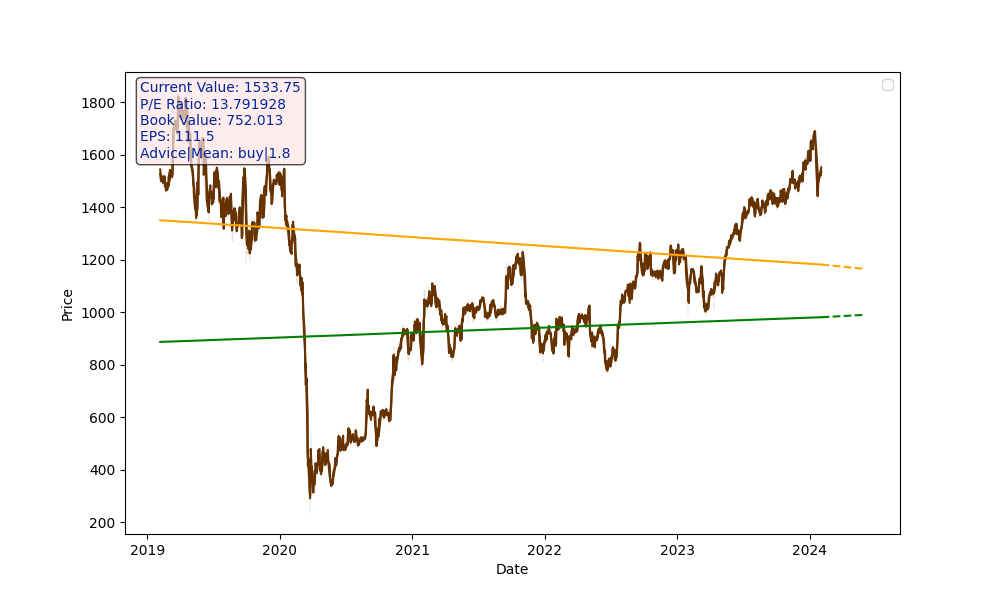 Current Value: 1533.75
P/E Ratio: 13.791928
Book Value: 752.013
EPS: 111.5
Advice|Mean: buy|1.8
1800
1600
1400
1200
1000
800
600
400
200
Price
2019 2020 2021 2022 2023 2024
Date